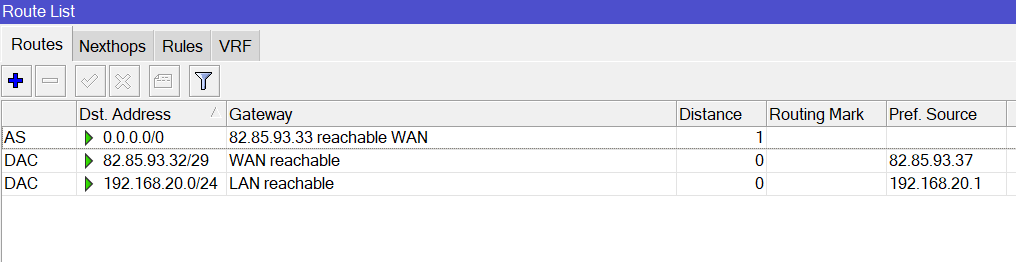 Route List
Routes Nexthops Rules VRF
Dst. Address Gateway Distance Routing Mark Pref. Source
AS 0.0.0.0/0 82.85.93.33 reachable WAN 1
DAC 82.85.93.32/29 WAN reachable 0 82.85.93.37
DAC 192.168.20.0/24 LAN reachable 0 192.168.20.1